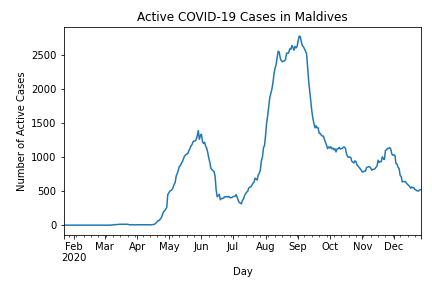 Active COVID-19 Cases in Maldives
Number of Active Cases
2500
2000
1500
1000
500
0
Feb Mar Apr May Jun Jul Aug Sep Oct Nov Dec
2020
Day